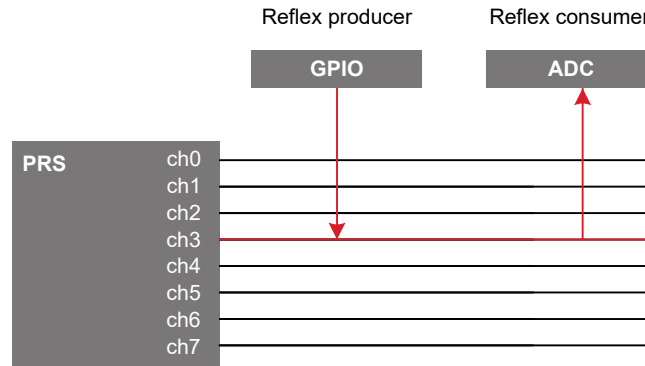 Reflex producer Reflex consumer
GPIO ADC
PRS ch0
ch1
ch2
ch3
ch4
ch5
ch6
ch7